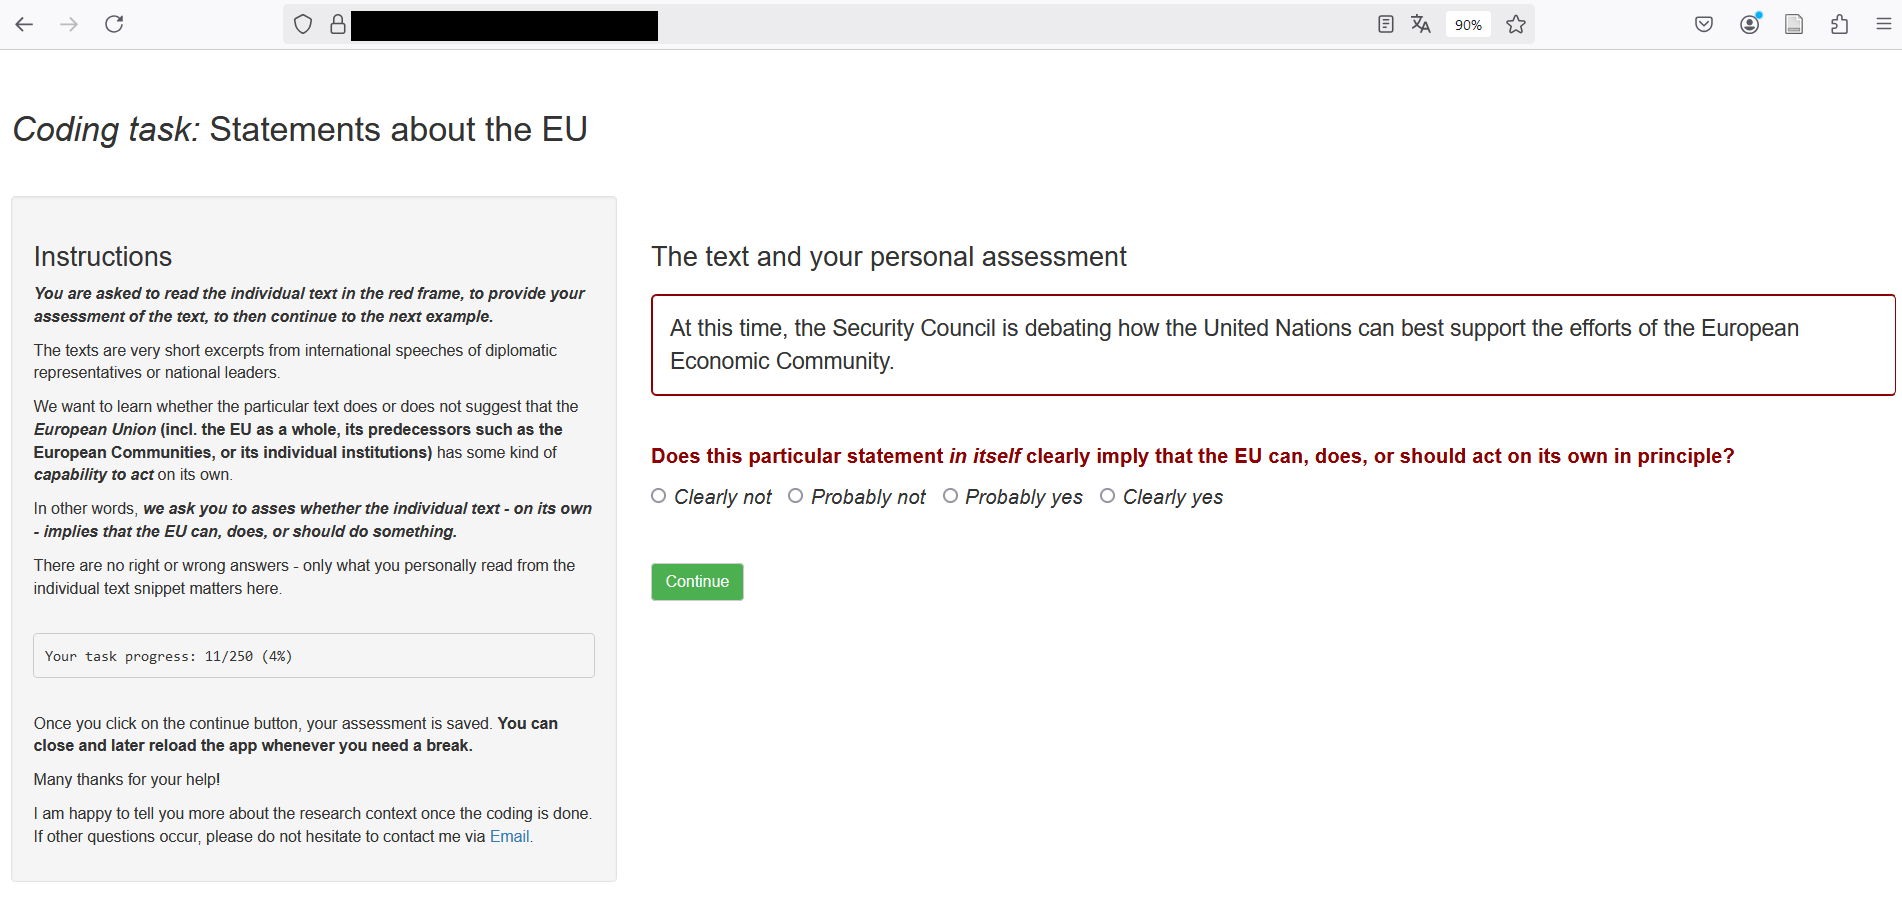 90%
Coding task: Statements about the EU
Instructions
You are asked to read the individual text in the red frame, to provide your
assessment of the text, to then continue to the next example.
The texts are very short excerpts from international speeches of diplomatic
representatives or national leaders.
We want to learn whether the particular text does or does not suggest that the
European Union (incl. the EU as a whole, its predecessors such as the
European Communities, or its individual institutions) has some kind of
capability to act on its own.
In other words, we ask you to asses whether the individual text - on its own
- implies that the EU can, does, or should do something.
There are no right or wrong answers - only what you personally read from the
individual text snippet matters here.
Your task progress: 11/250 (4%)
Once you click on the continue button, your assessment is saved. You can
close and later reload the app whenever you need a break.
Many thanks for your help!
I am happy to tell you more about the research context once the coding is done.
If other questions occur, please do not hesitate to contact me via Email.
The text and your personal assessment
At this time, the Security Council is debating how the United Nations can best support the efforts of the European
Economic Community.
Does this particular statement in itself clearly imply that the EU can, does, or should act on its own in principle?
Clearly not Probably not Probably yes Clearly yes
Continue